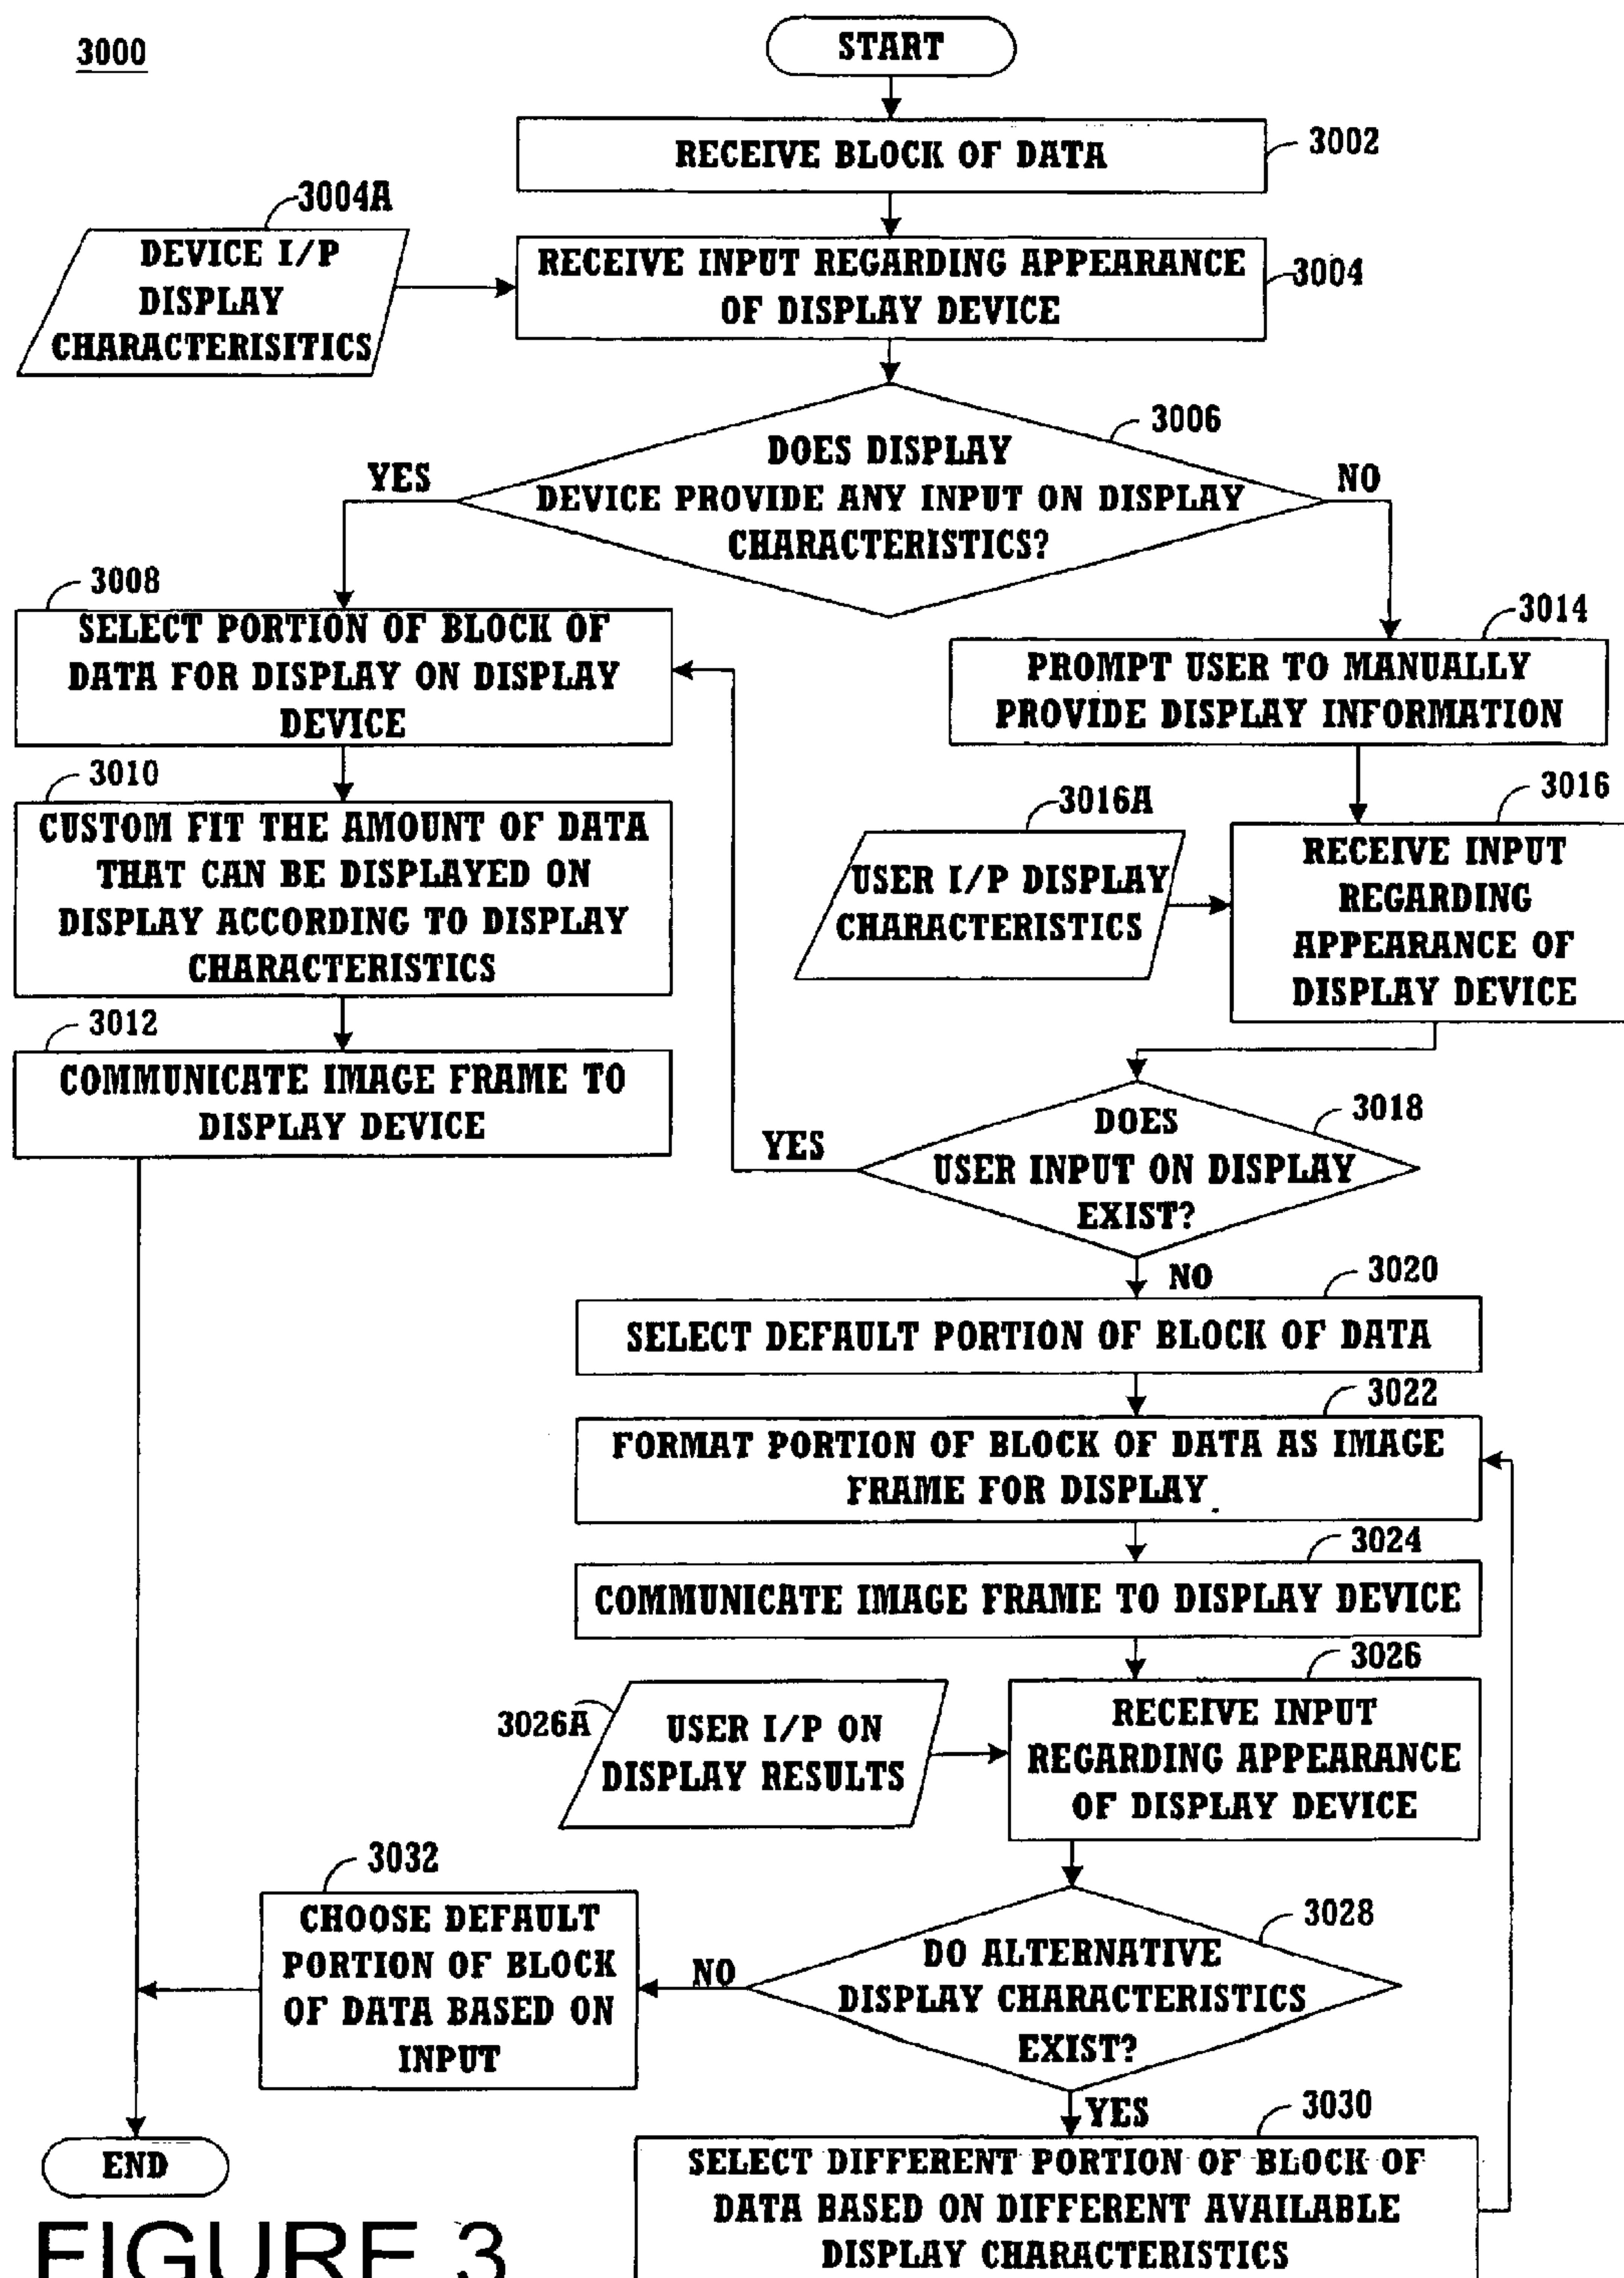 3000
START
RECEIVE BLOCK OF DATA
3002
3004A
DEVICE I/P
DISPLAY
CHARACTERISITICS
RECEIVE INPUT REGARDING APPEARANCE
OF DISPLAY DEVICE
3004
3006
DOES DISPLAY
DEVICE PROVIDE ANY INPUT ON DISPLAY
CHARACTERISTICS?
YES
NO
3008
SELECT PORTION OF BLOCK OF
DATA FOR DISPLAY ON DISPLAY
DEVICE
3010
CUSTOM FIT THE AMOUNT OF DATA
THAT CAN BE DISPLAYED ON
DISPLAY ACCORDING TO DISPLAY
CHARACTERISTICS
3012
COMMUNICATE IMAGE FRAME TO
DISPLAY DEVICE
3014
PROMPT USER TO MANUALLY
PROVIDE DISPLAY INFORMATION
3016A
USER I/P DISPLAY
CHARACTERISTICS
3016
RECEIVE INPUT
REGARDING
APPEARANCE OF
DISPLAY DEVICE
3018
DOES
USER INPUT ON DISPLAY
EXIST?
YES
NO
3020
SELECT DEFAULT PORTION OF BLOCK OF DATA
3022
FORMAT PORTION OF BLOCK OF DATA AS IMAGE
FRAME FOR DISPLAY
3024
COMMUNICATE IMAGE FRAME TO DISPLAY DEVICE
3026
3026A
USER I/P ON
DISPLAY RESULTS
RECEIVE INPUT
REGARDING APPEARANCE
OF DISPLAY DEVICE
3028
DO ALTERNATIVE
DISPLAY CHARACTERISTICS
EXIST?
NO
3032
CHOOSE DEFAULT
PORTION OF BLOCK
OF DATA BASED ON
INPUT
YES
3030
SELECT DIFFERENT PORTION OF BLOCK OF
DATA BASED ON DIFFERENT AVAILABLE
DISPLAY CHARACTERISTICS
END
FIGURE 3